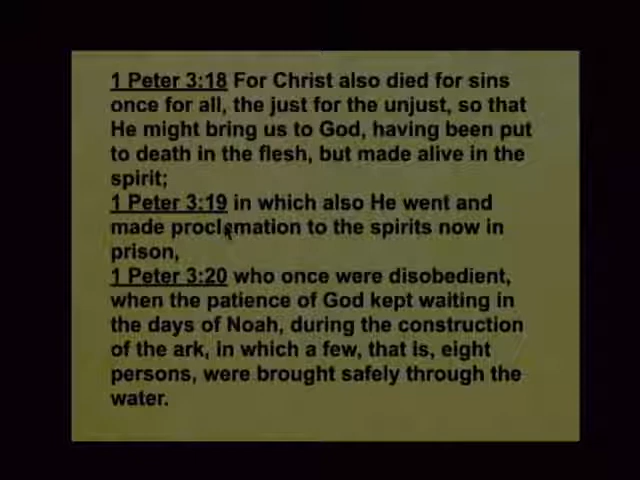 1 Peter 3:18 For Christ also died for sins
once for all, the just for the unjust, so that
He might bring us to God, having been put
to death in the flesh, but made alive in the
spirit;
1 Peter 3:19 in which also He went and
made proclamation to the spirits now in
prison,
1 Peter 3:20 who once were disobedient,
when the patience of God kept waiting in
the days of Noah, during the construction
of the ark, in which a few, that is, eight
persons, were brought safely through the
water.